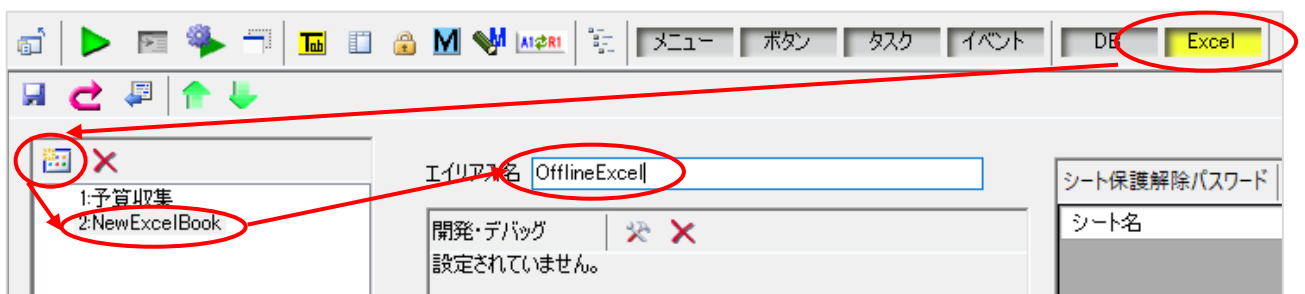 Tab M M A1⇄R1 メニュー ボタン タスク イベント DB Excel
エイリアス名 OfflineExcel
シート保護解除パスワード
1:予算収集
2:NewExcelBook
開発・デバッグ
シート名
設定されていません。